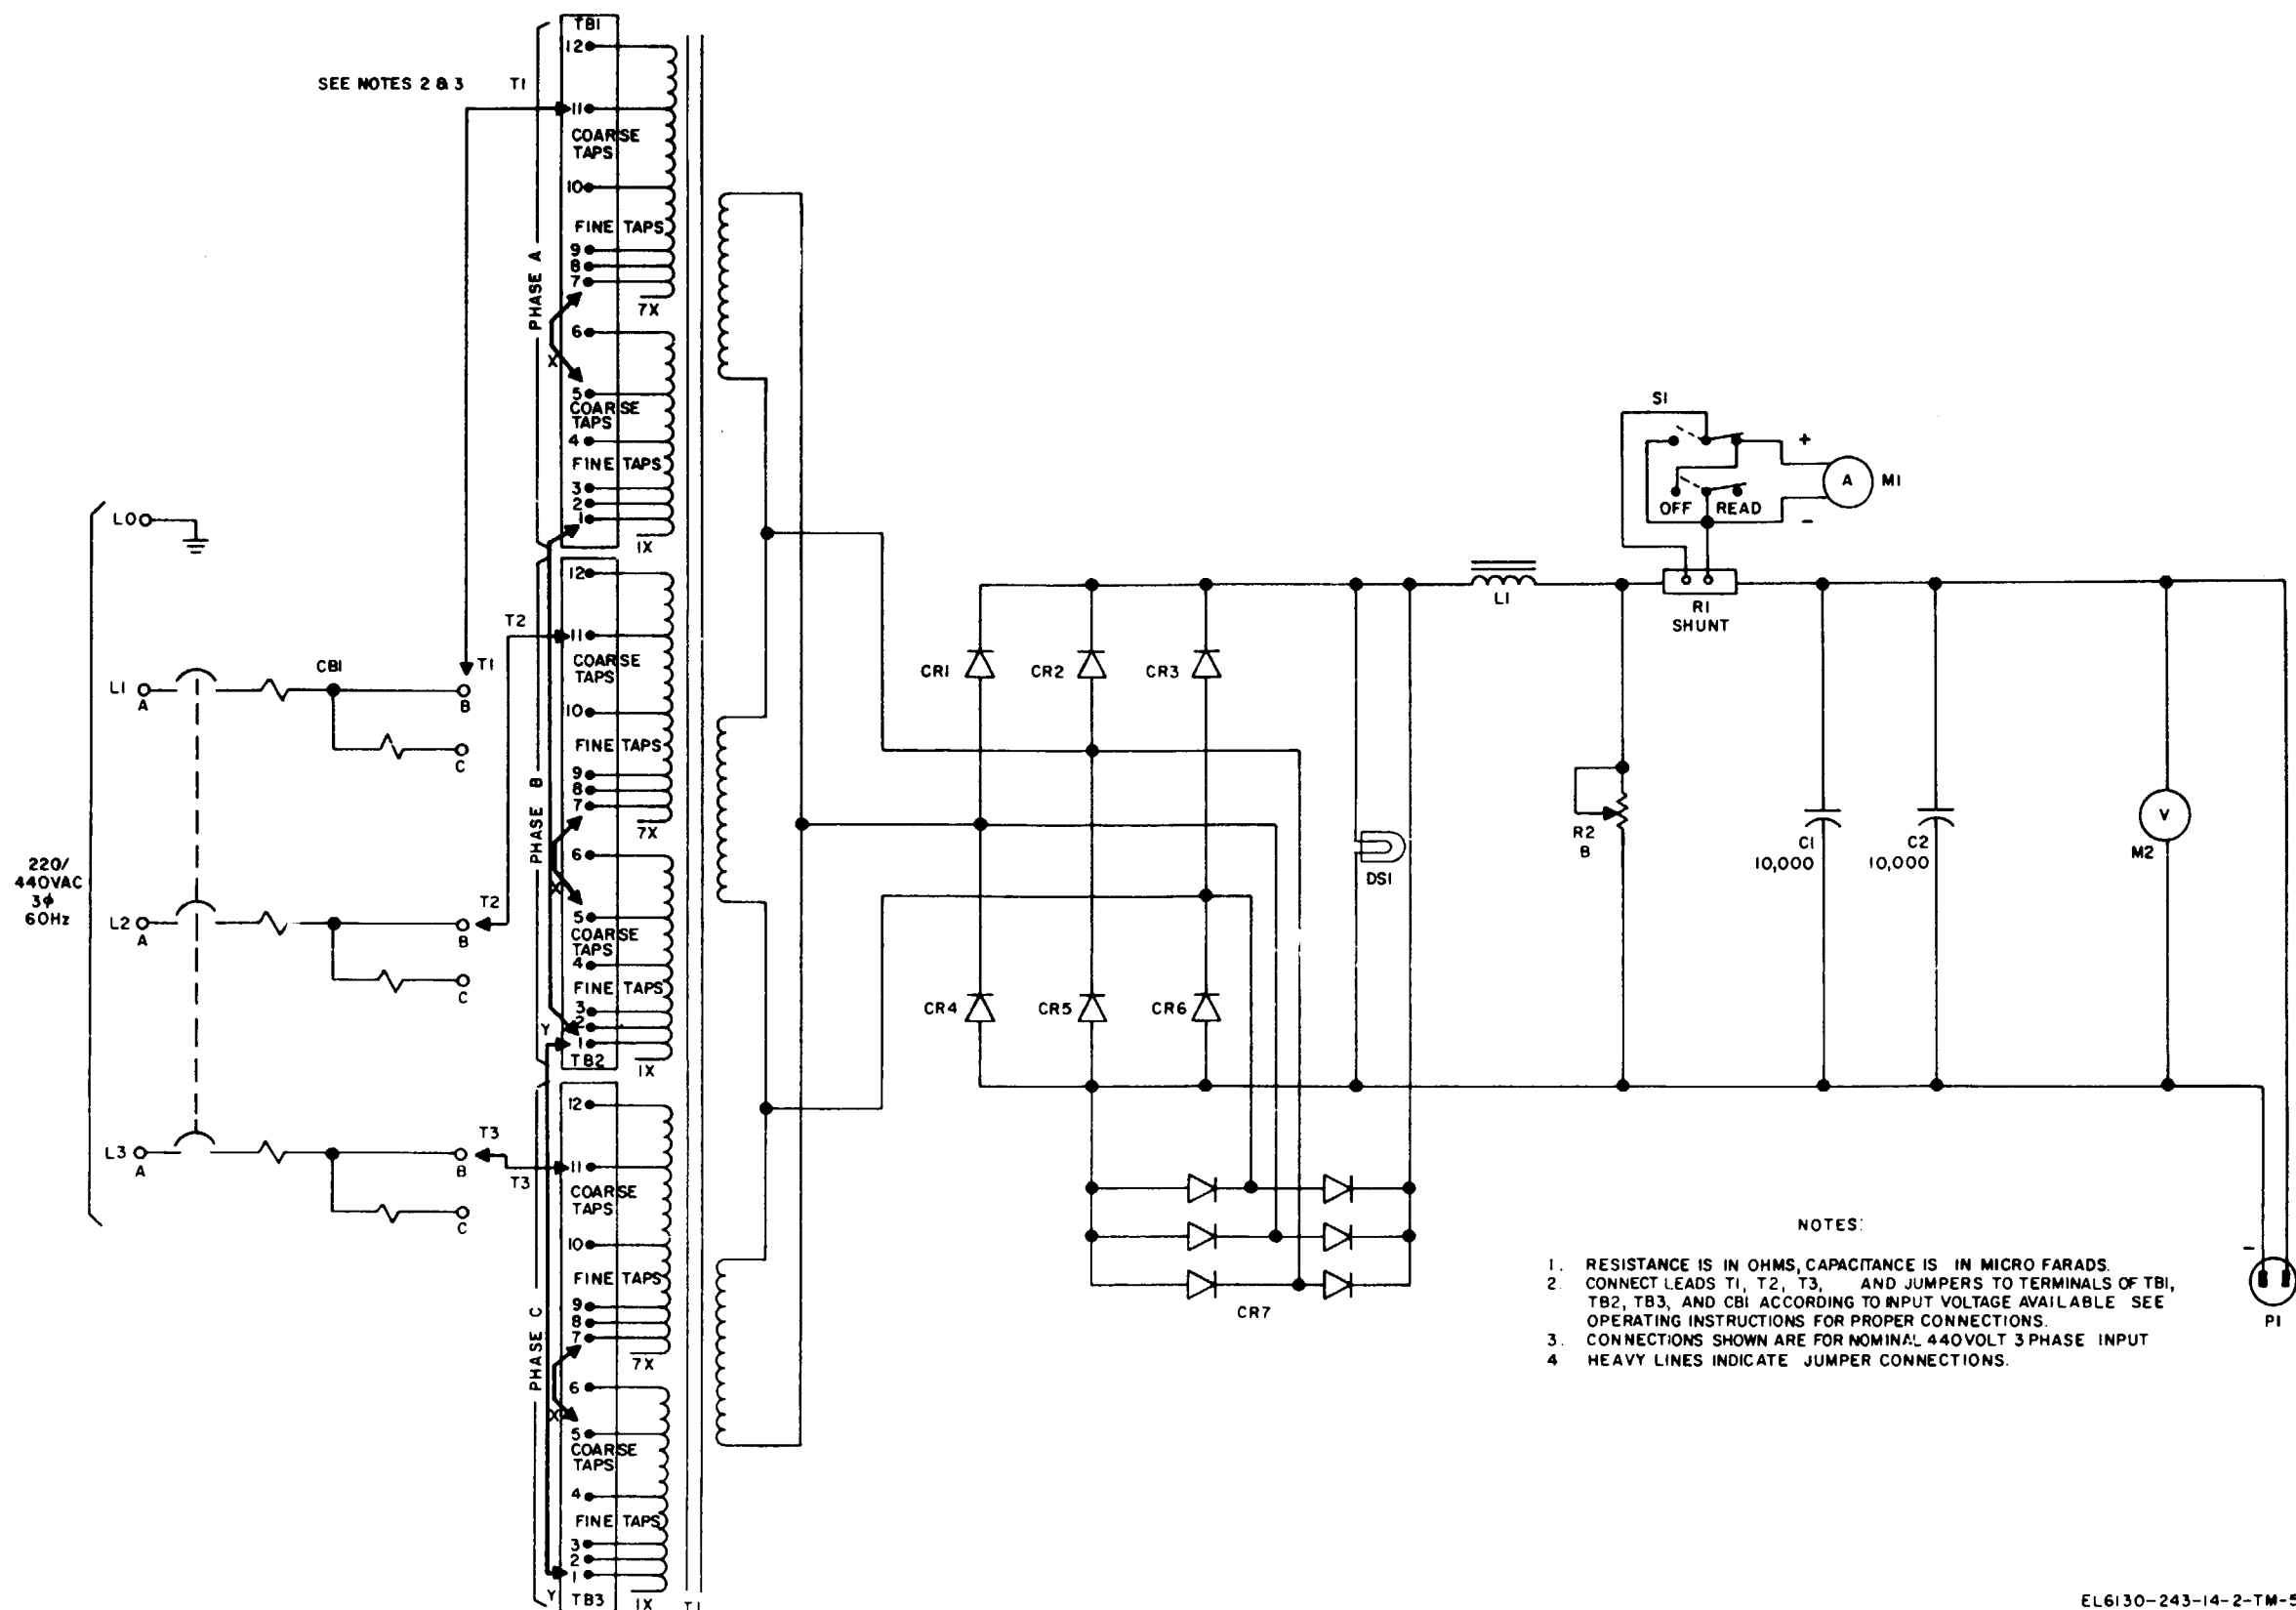 TB1
12
SEE NOTES 2 & 3
T1
11
COARSE
TAPS
10
FINE TAPS
9
8
7
7X
PHASE A
6
X
5
COARSE
TAPS
4
FINE TAPS
3
2
1
1X
L0
220/
440VAC
3ϕ
60Hz
L1
A
CB1
T1
B
C
L2
A
T2
B
C
L3
A
T3
B
C
PHASE B
12
T2
11
COARSE
TAPS
10
FINE TAPS
9
8
7
7X
6
X
5
COARSE
TAPS
4
FINE TAPS
3
2
Y
1
TB2
1X
PHASE C
12
11
T3
COARSE
TAPS
10
FINE TAPS
9
8
7
7X
6
X
5
COARSE
TAPS
4
FINE TAPS
3
2
1
Y
TB3
1X
T1
CR1
CR2
CR3
CR4
CR5
CR6
CR7
DS1
L1
S1
+
A
M1
OFF
READ
-
R1
SHUNT
R2
B
C1
10,000
C2
10,000
V
M2
-
P1
NOTES:
1. RESISTANCE IS IN OHMS, CAPACITANCE IS IN MICRO FARADS.
2. CONNECT LEADS T1, T2, T3, AND JUMPERS TO TERMINALS OF TB1,
TB2, TB3, AND CB1 ACCORDING TO INPUT VOLTAGE AVAILABLE SEE
OPERATING INSTRUCTIONS FOR PROPER CONNECTIONS.
3. CONNECTIONS SHOWN ARE FOR NOMINAL 440 VOLT 3 PHASE INPUT
4 HEAVY LINES INDICATE JUMPER CONNECTIONS.
EL6130-243-14-2-TM-5